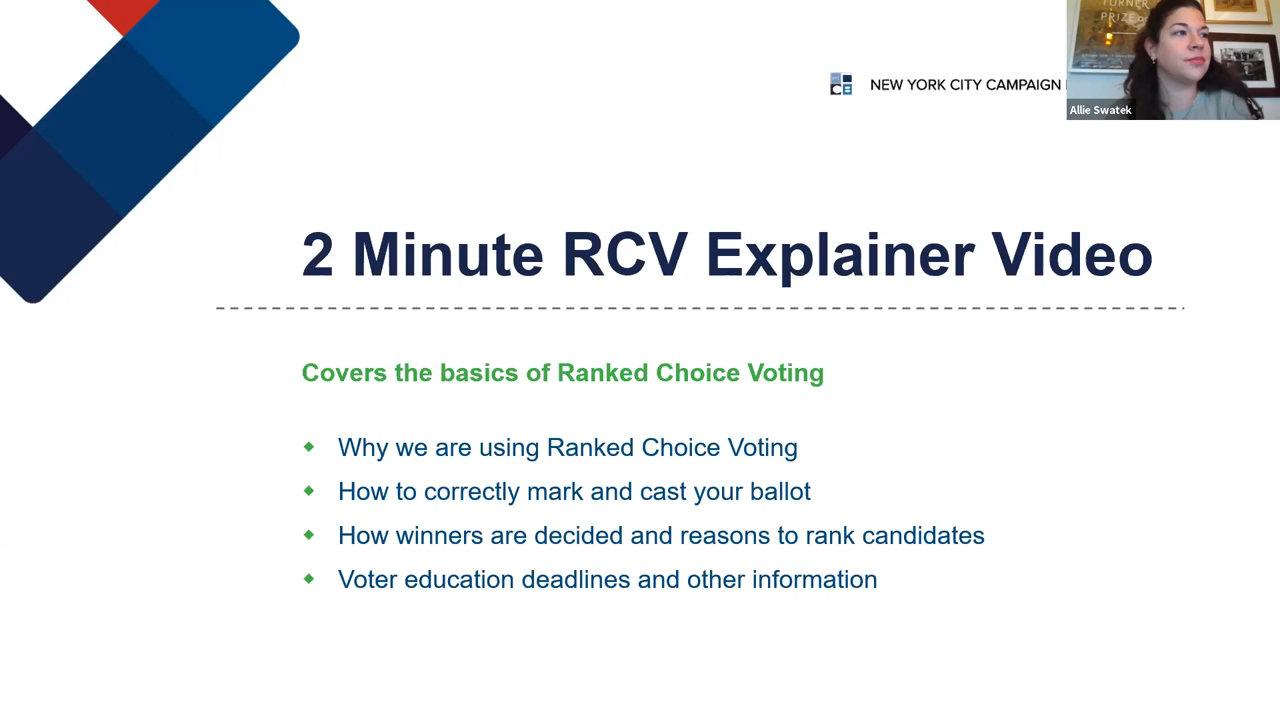 TURNER
PRIZE
NEW YORK CITY CAMPAIGN
Allie Swatek
2 Minute RCV Explainer Video
Covers the basics of Ranked Choice Voting
Why we are using Ranked Choice Voting
How to correctly mark and cast your ballot
How winners are decided and reasons to rank candidates
Voter education deadlines and other information